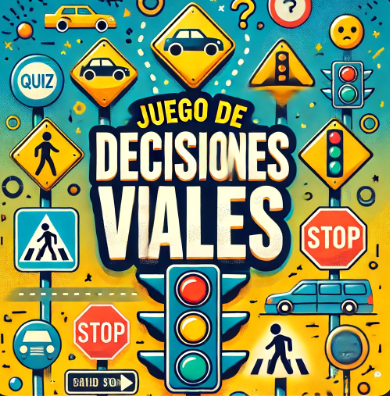 ?
?
QUIZ
JUEGO DE
DECISIONES
VIALES
STOP
STOP